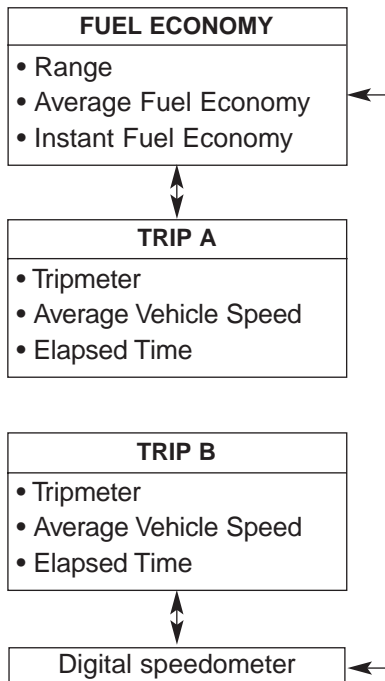 FUEL ECONOMY
• Range
• Average Fuel Economy
• Instant Fuel Economy
TRIP A
• Tripmeter
• Average Vehicle Speed
• Elapsed Time
TRIP B
• Tripmeter
• Average Vehicle Speed
• Elapsed Time
Digital speedometer